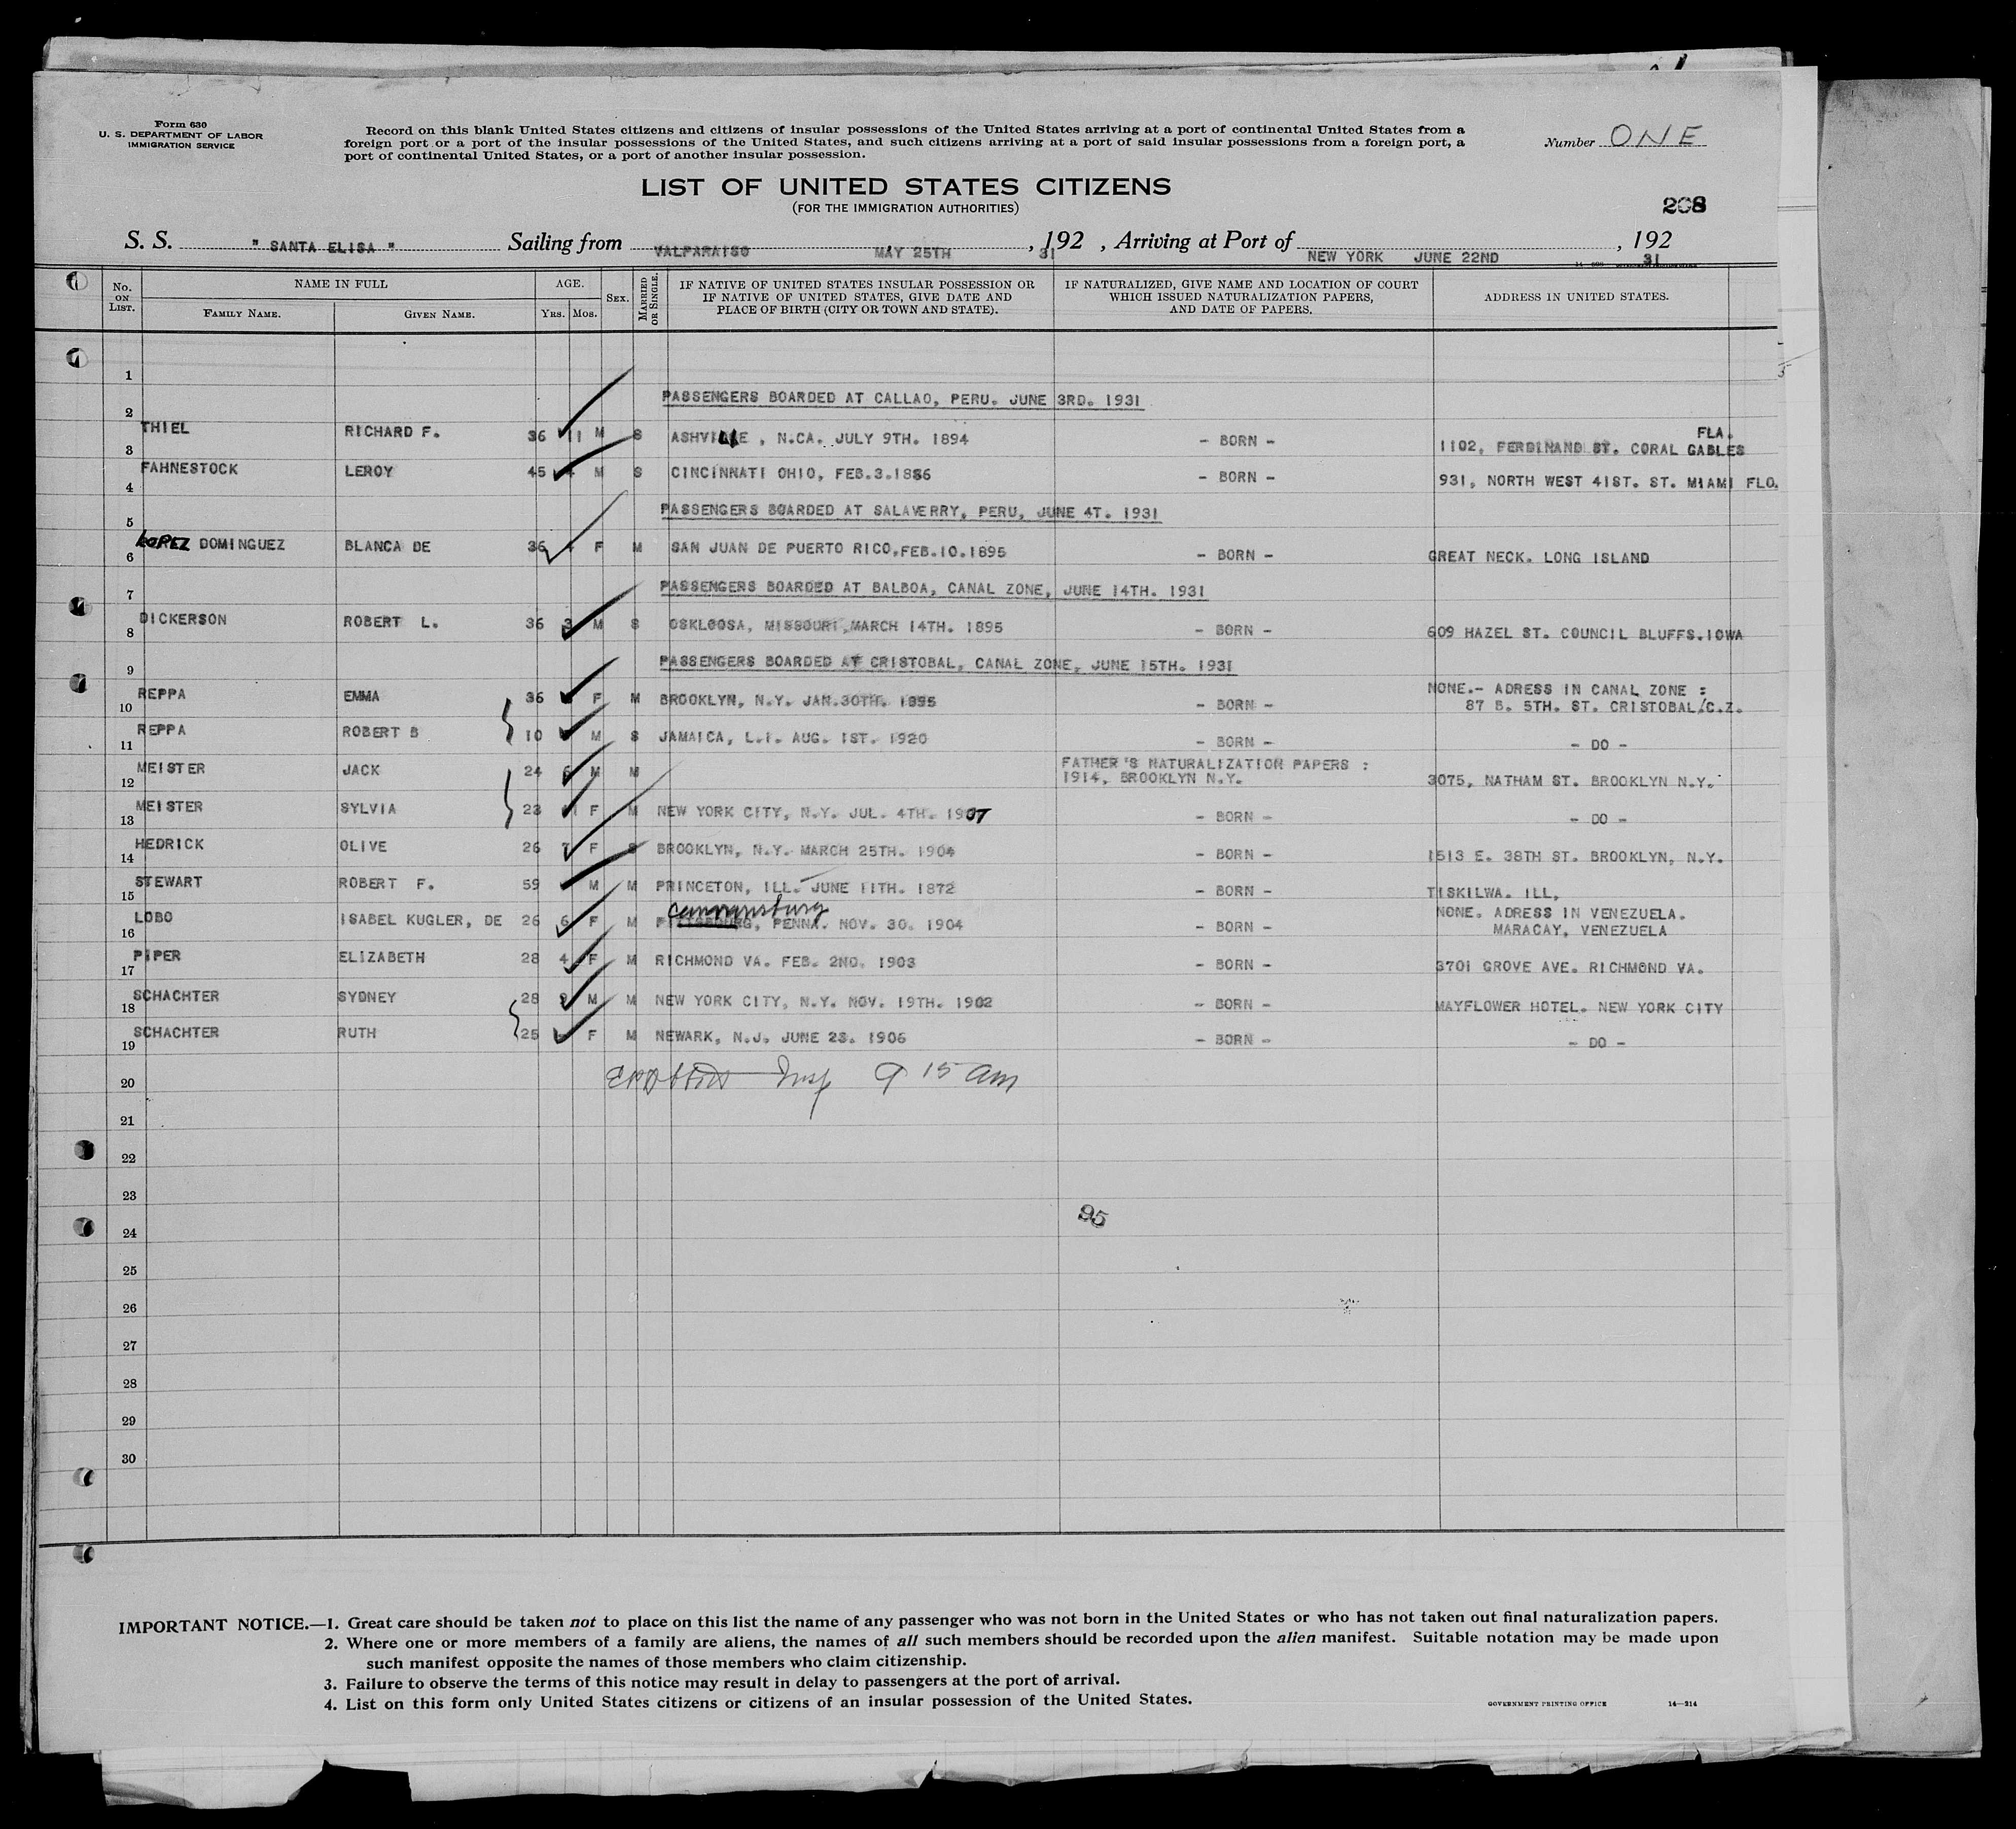 Form 630
U. S. DEPARTMENT OF LABOR
IMMIGRATION SERVICE
Record on this blank United States citizens and citizens of insular possessions of the United States arriving at a port of continental United States from a
foreign port or a port of the insular possessions of the United States, and such citizens arriving at a port of said insular possessions from a foreign port, a
port of continental United States, or a port of another insular possession.
Number ONE
LIST OF UNITED STATES CITIZENS
(FOR THE IMMIGRATION AUTHORITIES)
208
S. S. " SANTA ELISA " Sailing from VALPARAISO MAY 25TH , 192 31 , Arriving at Port of NEW YORK JUNE 22ND , 192 31
No. ON LIST. NAME IN FULL FAMILY NAME. GIVEN NAME. AGE. Yrs. Mos. Sex. MARRIED OR SINGLE.
IF NATIVE OF UNITED STATES INSULAR POSSESSION OR
IF NATIVE OF UNITED STATES, GIVE DATE AND
PLACE OF BIRTH (CITY OR TOWN AND STATE).
IF NATURALIZED, GIVE NAME AND LOCATION OF COURT
WHICH ISSUED NATURALIZATION PAPERS,
AND DATE OF PAPERS.
ADDRESS IN UNITED STATES.
1
PASSENGERS BOARDED AT CALLAO, PERU. JUNE 3RD. 1931
2
THIEL RICHARD F. 36 11 M S ASHVILLE , N.CA. JULY 9TH. 1894 - BORN - 1102, FERDINAND ST. CORAL GABLES FLA.
3
FAHNESTOCK LEROY 45 4 M S CINCINNATI OHIO, FEB.3.1886 - BORN - 931, NORTH WEST 41ST. ST. MIAMI FLO.
4
PASSENGERS BOARDED AT SALAVERRY, PERU, JUNE 4T. 1931
5
LOPEZ DOMINGUEZ BLANCA DE 36 4 F M SAN JUAN DE PUERTO RICO,FEB.10.1895 - BORN - GREAT NECK. LONG ISLAND
6
PASSENGERS BOARDED AT BALBOA, CANAL ZONE, JUNE 14TH. 1931
7
DICKERSON ROBERT L. 36 3 M S OSKLOOSA, MISSOURI,MARCH 14TH. 1895 - BORN - 609 HAZEL ST. COUNCIL BLUFFS.IOWA
8
PASSENGERS BOARDED AT CRISTOBAL, CANAL ZONE, JUNE 15TH. 1931
9
REPPA EMMA 36 F M BROOKLYN, N.Y. JAN.30TH. 1895 - BORN - NONE.- ADRESS IN CANAL ZONE :
10 87 B. 5TH. ST. CRISTOBAL/C.Z.
REPPA ROBERT B 10 M S JAMAICA, L.I. AUG. 1ST. 1920 - BORN - - DO -
11
MEISTER JACK 24 6 M M FATHER'S NATURALIZATION PAPERS :
1914, BROOKLYN N.Y. 3075, NATHAM ST. BROOKLYN N.Y.
12
MEISTER SYLVIA 23 F M NEW YORK CITY, N.Y. JUL. 4TH. 1907 - BORN - - DO -
13
HEDRICK OLIVE 26 7 F S BROOKLYN, N.Y. MARCH 25TH. 1904 - BORN - 1513 E. 38TH ST. BROOKLYN, N.Y.
14
STEWART ROBERT F. 59 M M PRINCETON, ILL. JUNE 11TH. 1872 - BORN - TISKILWA. ILL,
15
LOBO ISABEL KUGLER, DE 26 6 F M PITTSBOURG, PENNA. NOV. 30. 1904 - BORN - NONE. ADRESS IN VENEZUELA.
16 MARACAY, VENEZUELA
PIPER ELIZABETH 28 4 F M RICHMOND VA. FEB. 2ND. 1903 - BORN - 3701 GROVE AVE. RICHMOND VA.
17
SCHACHTER SYDNEY 28 M M NEW YORK CITY, N.Y. NOV. 19TH. 1902 - BORN - MAYFLOWER HOTEL. NEW YORK CITY
18
SCHACHTER RUTH 25 F M NEWARK, N.J. JUNE 23. 1906 - BORN - - DO -
19
Insp 9 15 am
20
21
22
23
95
24
25
26
27
28
29
30
IMPORTANT NOTICE.—1. Great care should be taken not to place on this list the name of any passenger who was not born in the United States or who has not taken out final naturalization papers.
2. Where one or more members of a family are aliens, the names of all such members should be recorded upon the alien manifest. Suitable notation may be made upon
such manifest opposite the names of those members who claim citizenship.
3. Failure to observe the terms of this notice may result in delay to passengers at the port of arrival.
4. List on this form only United States citizens or citizens of an insular possession of the United States.
GOVERNMENT PRINTING OFFICE 14—214